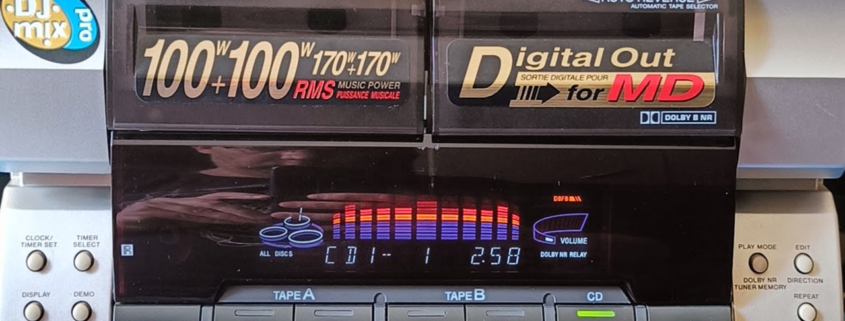 DJ
mix
pro
AUTO REVERSE
AUTOMATIC TAPE SELECTOR
100W+100W 170W+170W
RMS MUSIC POWER
PUISSANCE MUSICALE
Digital Out
SORTIE DIGITALE POUR
for MD
DOLBY B NR
CLOCK/
TIMER SET
TIMER
SELECT
DISPLAY
DEMO
R
ALL DISCS
CD1-- 1 2:58
VOLUME
DOLBY NR RELAY
PLAY MODE
EDIT
DOLBY NR
TUNER MEMORY
DIRECTION
REPEAT
TAPE A
TAPE B
CD